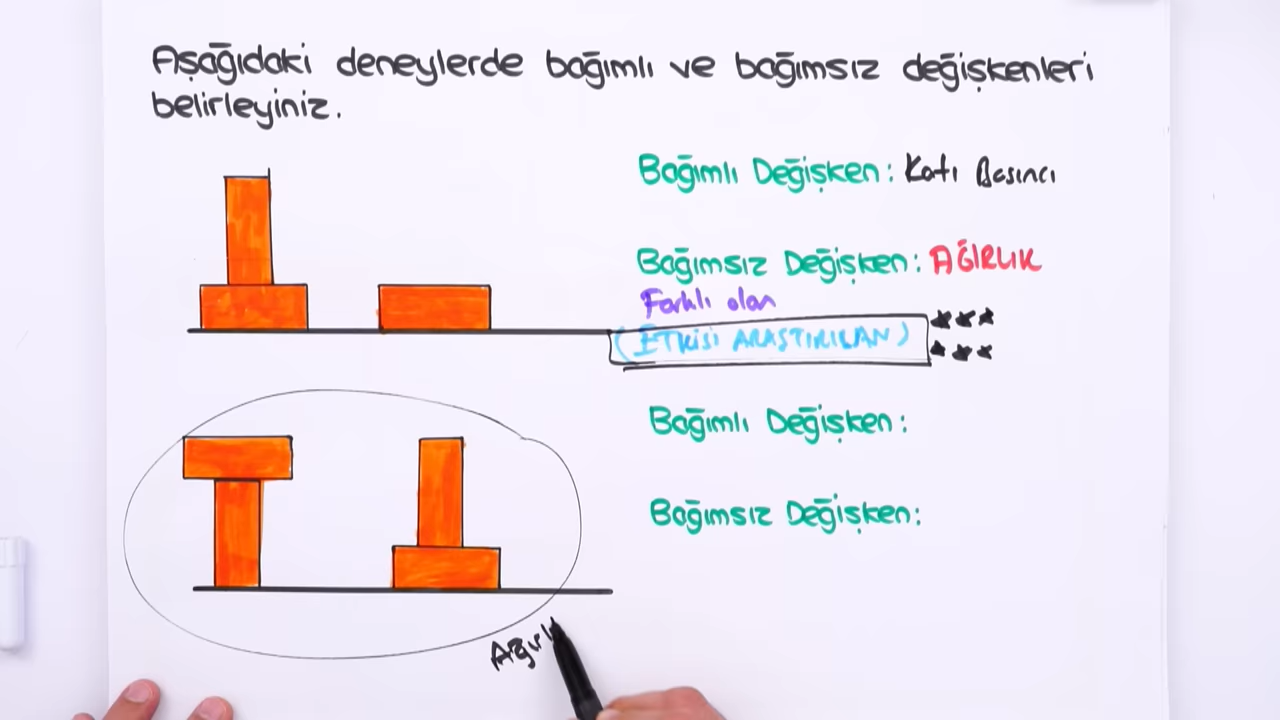 Aşağıdaki deneylerde bağımlı ve bağımsız değişkenleri
belirleyiniz.
Bağımlı Değişken: Katı Basıncı
Bağımsız Değişken: AĞIRLIK
Farklı olan
(ETKİSİ ARAŞTIRILAN)
Bağımlı Değişken:
Bağımsız Değişken: